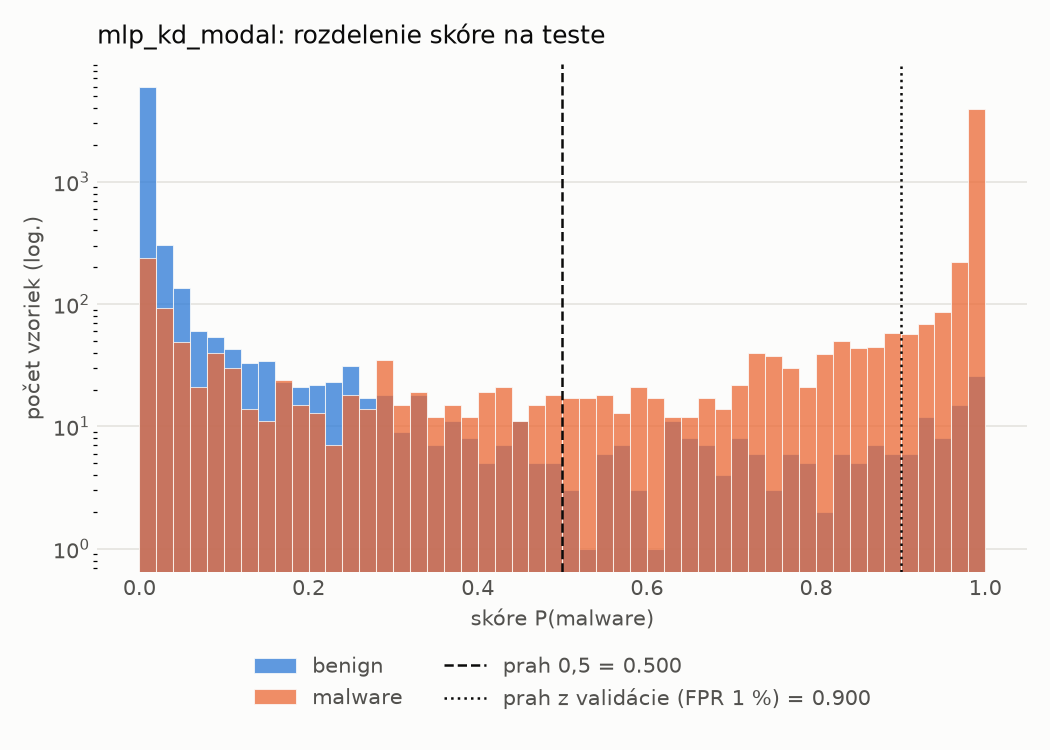 mlp_kd_modal: rozdelenie skóre na teste
počet vzoriek (log.)
10³
10²
10¹
10⁰
0.0 0.2 0.4 0.6 0.8 1.0
skóre P(malware)
benign prah 0,5 = 0.500
malware prah z validácie (FPR 1 %) = 0.900